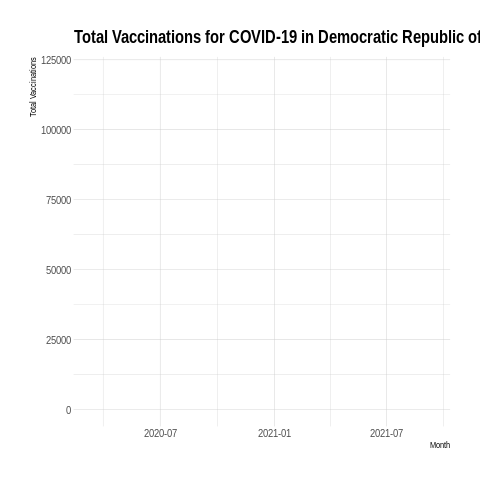 Total Vaccinations for COVID-19 in Democratic Republic of
Total Vaccinations
125000
100000
75000
50000
25000
0
2020-07 2021-01 2021-07
Month